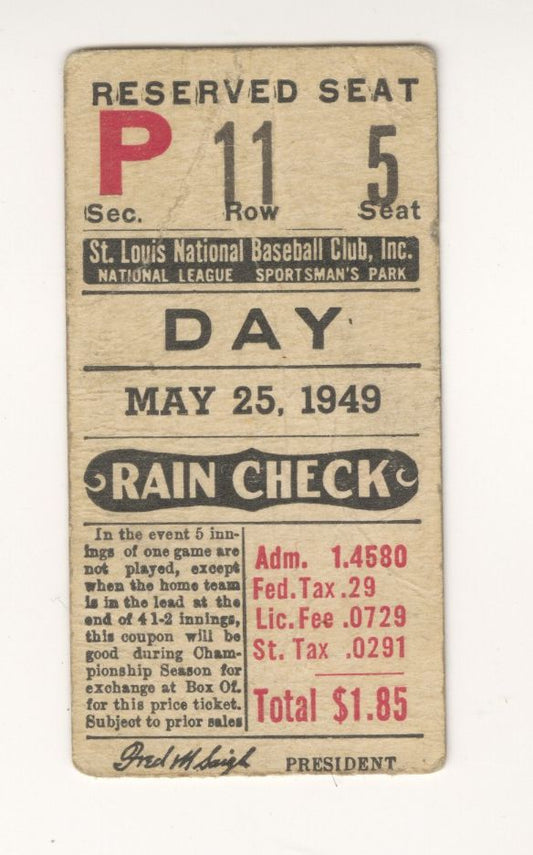 RESERVED SEAT
P 11 5
Sec. Row Seat
St. Louis National Baseball Club, Inc.
NATIONAL LEAGUE SPORTSMAN'S PARK
DAY
MAY 25, 1949
RAIN CHECK
In the event 5 inn-
ings of one game are
not played, except
when the home team
is in the lead at the
end of 4 1-2 innings,
this coupon will be
good during Cham-
pionship Season for
exchange at Box Of.
for this price ticket.
Subject to prior sales
Adm. 1.4580
Fed. Tax .29
Lic. Fee .0729
St. Tax .0291
Total $1.85
Fred M Saigh PRESIDENT